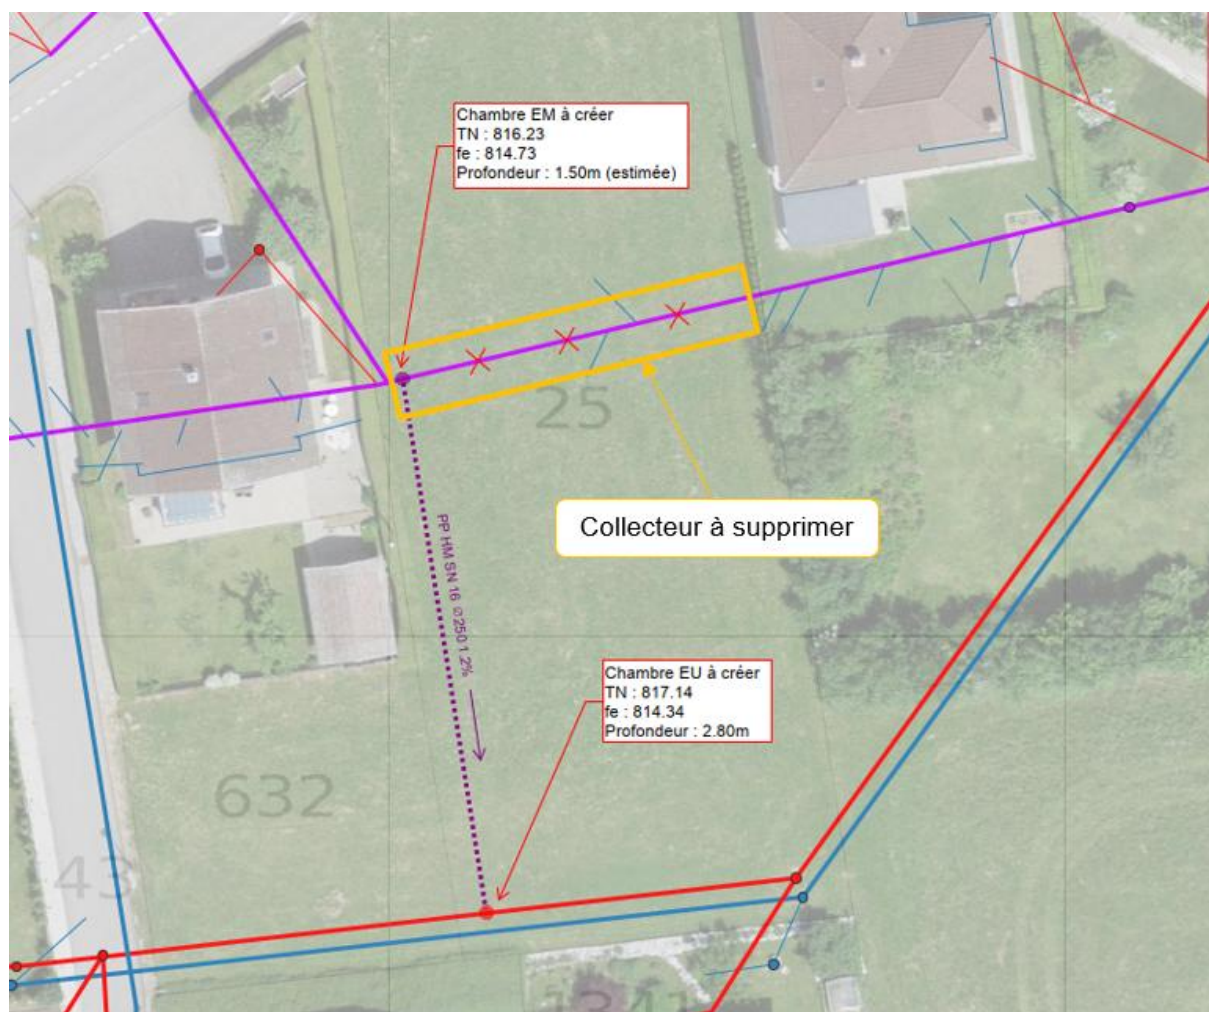 Chambre EM à créer
TN : 816.23
fe : 814.73
Profondeur : 1.50m (estimée)
25
Collecteur à supprimer
PP HM SN 16 ∅250 1.2%
Chambre EU à créer
TN : 817.14
fe : 814.34
Profondeur : 2.80m
632
43
1341